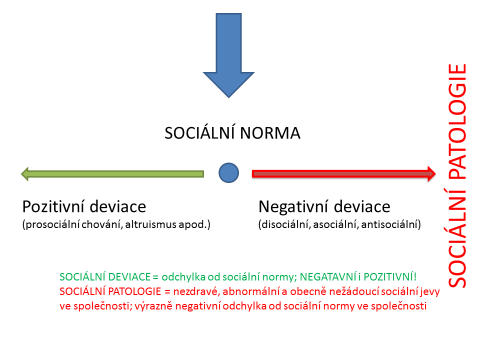 SOCIÁLNÍ NORMA
Pozitivní deviace
(prosociální chování, altruismus apod.)
Negativní deviace
(disociální, asociální, antisociální)
SOCIÁLNÍ PATOLOGIE
SOCIÁLNÍ DEVIACE = odchylka od sociální normy; NEGATAVNÍ i POZITIVNÍ!
SOCIÁLNÍ PATOLOGIE = nezdravé, abnormální a obecně nežádoucí sociální jevy
ve společnosti; výrazně negativní odchylka od sociální normy ve společnosti